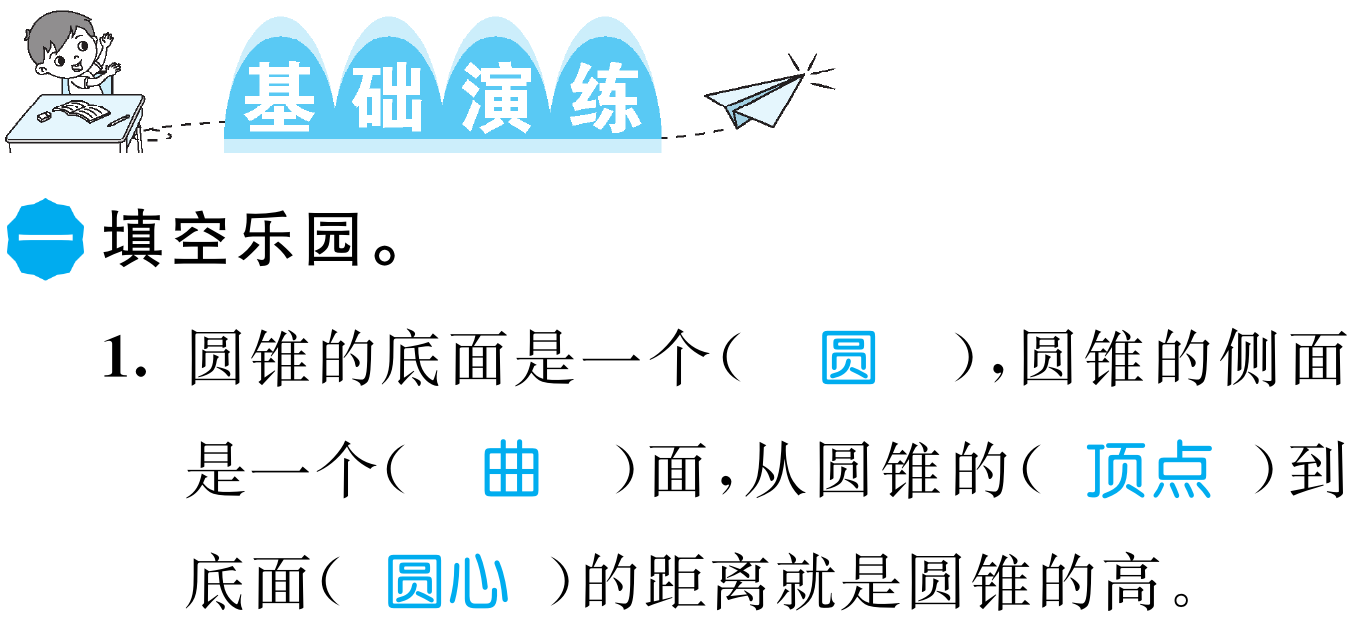 基础演练
一 填空乐园。
1. 圆锥的底面是一个( 圆 ),圆锥的侧面
是一个( 曲 )面,从圆锥的( 顶点 )到
底面( 圆心 )的距离就是圆锥的高。